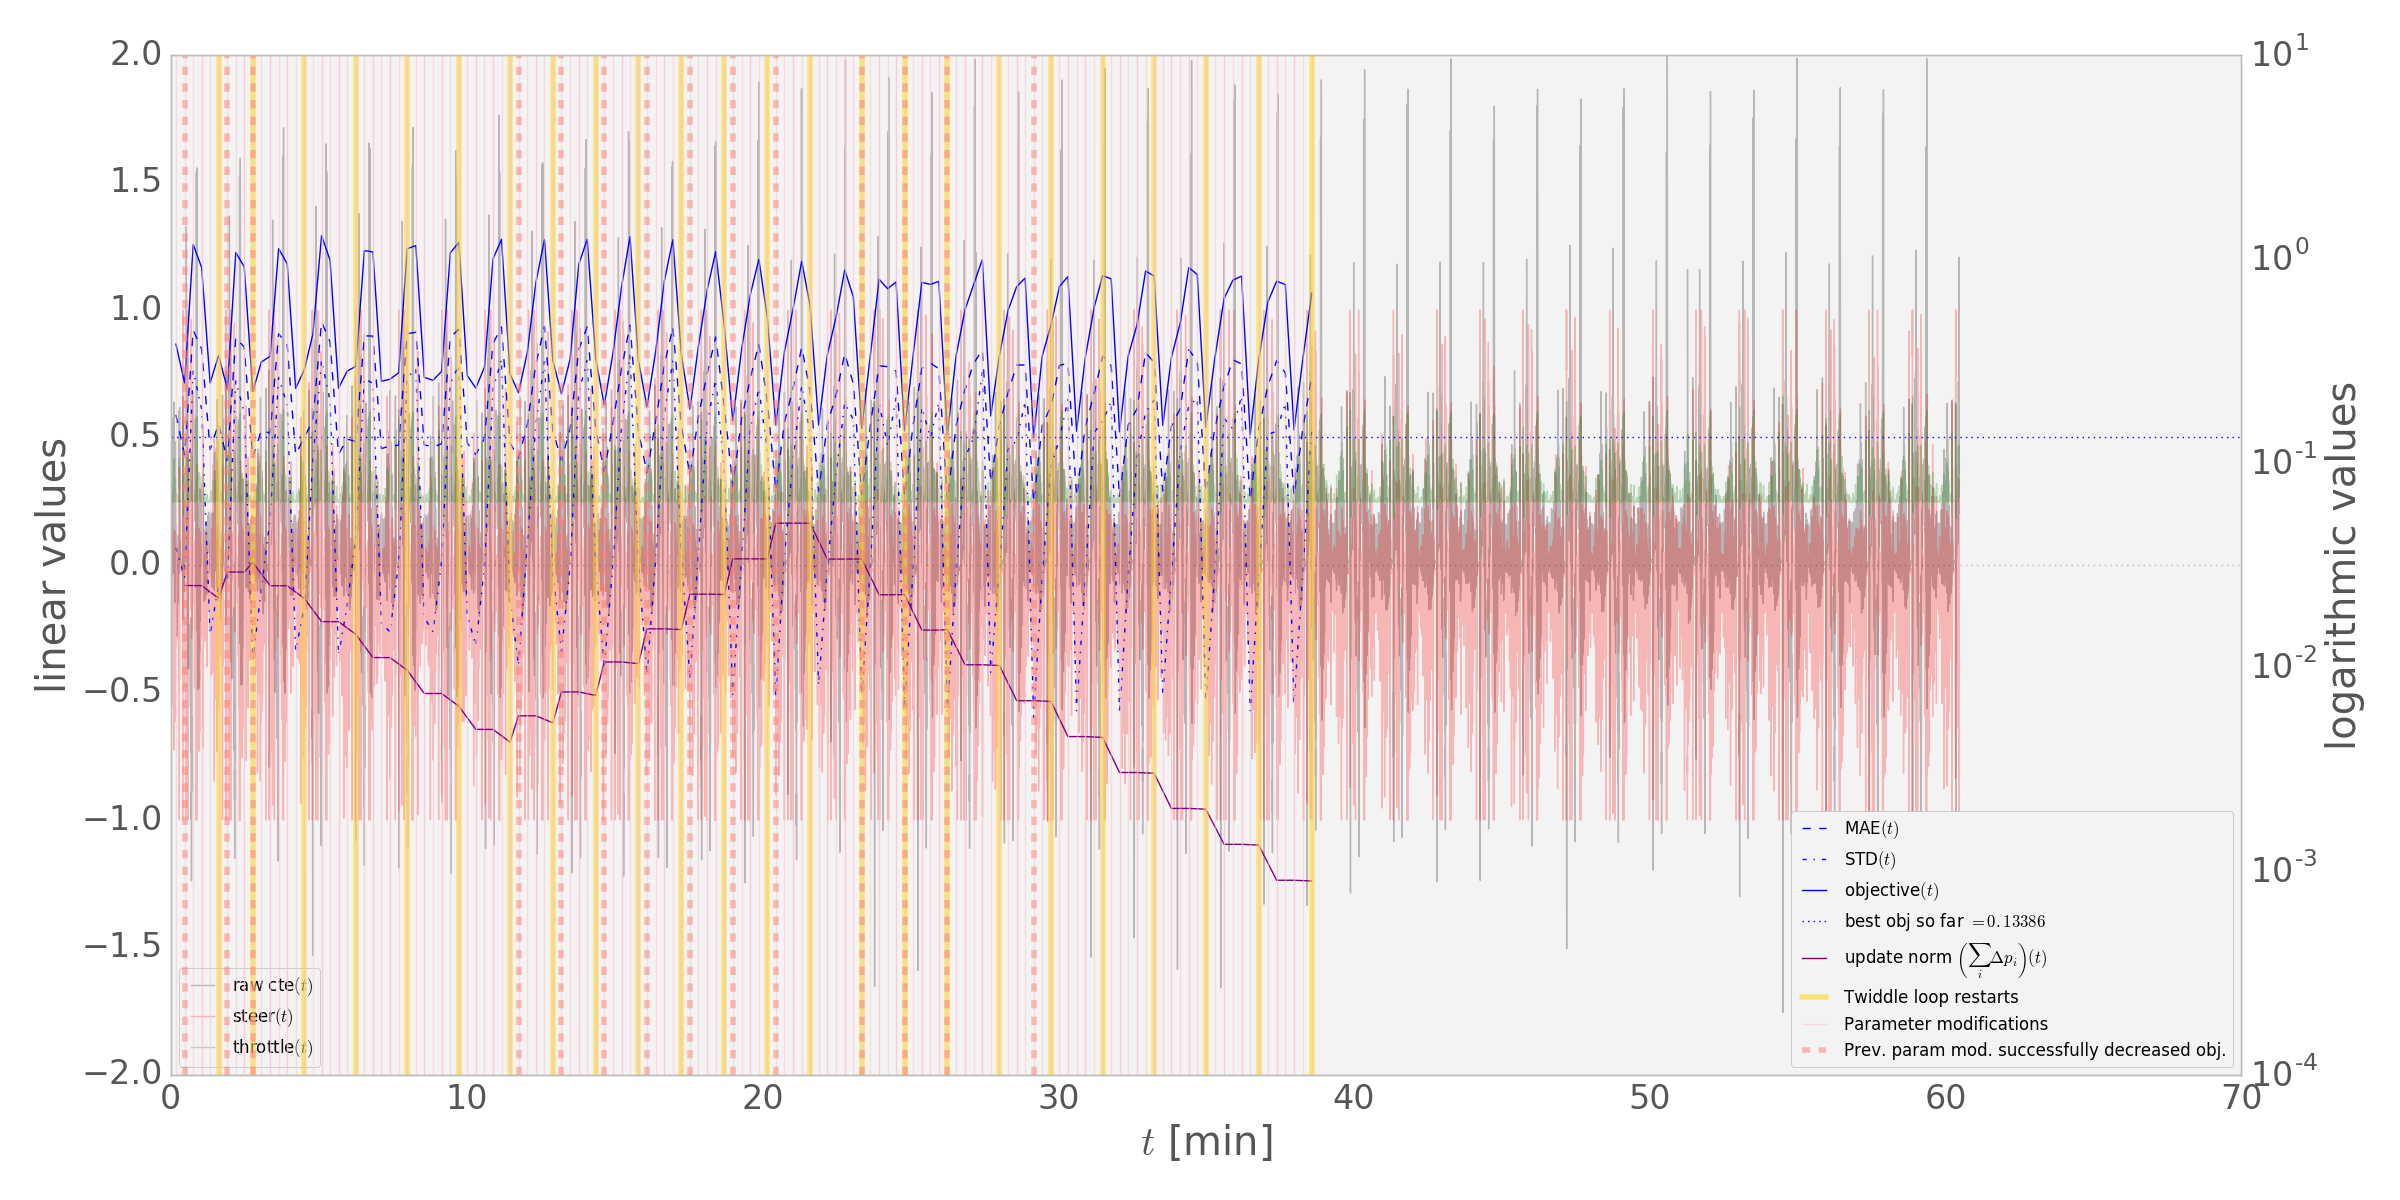 2.0
1.5
1.0
0.5
0.0
−0.5
−1.0
−1.5
−2.0
linear values
10^1
10^0
10^-1
10^-2
10^-3
10^-4
logarithmic values
raw cte(t)
steer(t)
throttle(t)
MAE(t)
STD(t)
objective(t)
best obj so far =0.13386
update norm (∑_i Δp_i)(t)
Twiddle loop restarts
Parameter modifications
Prev. param mod. successfully decreased obj.
0 10 20 30 40 50 60 70
t [min]